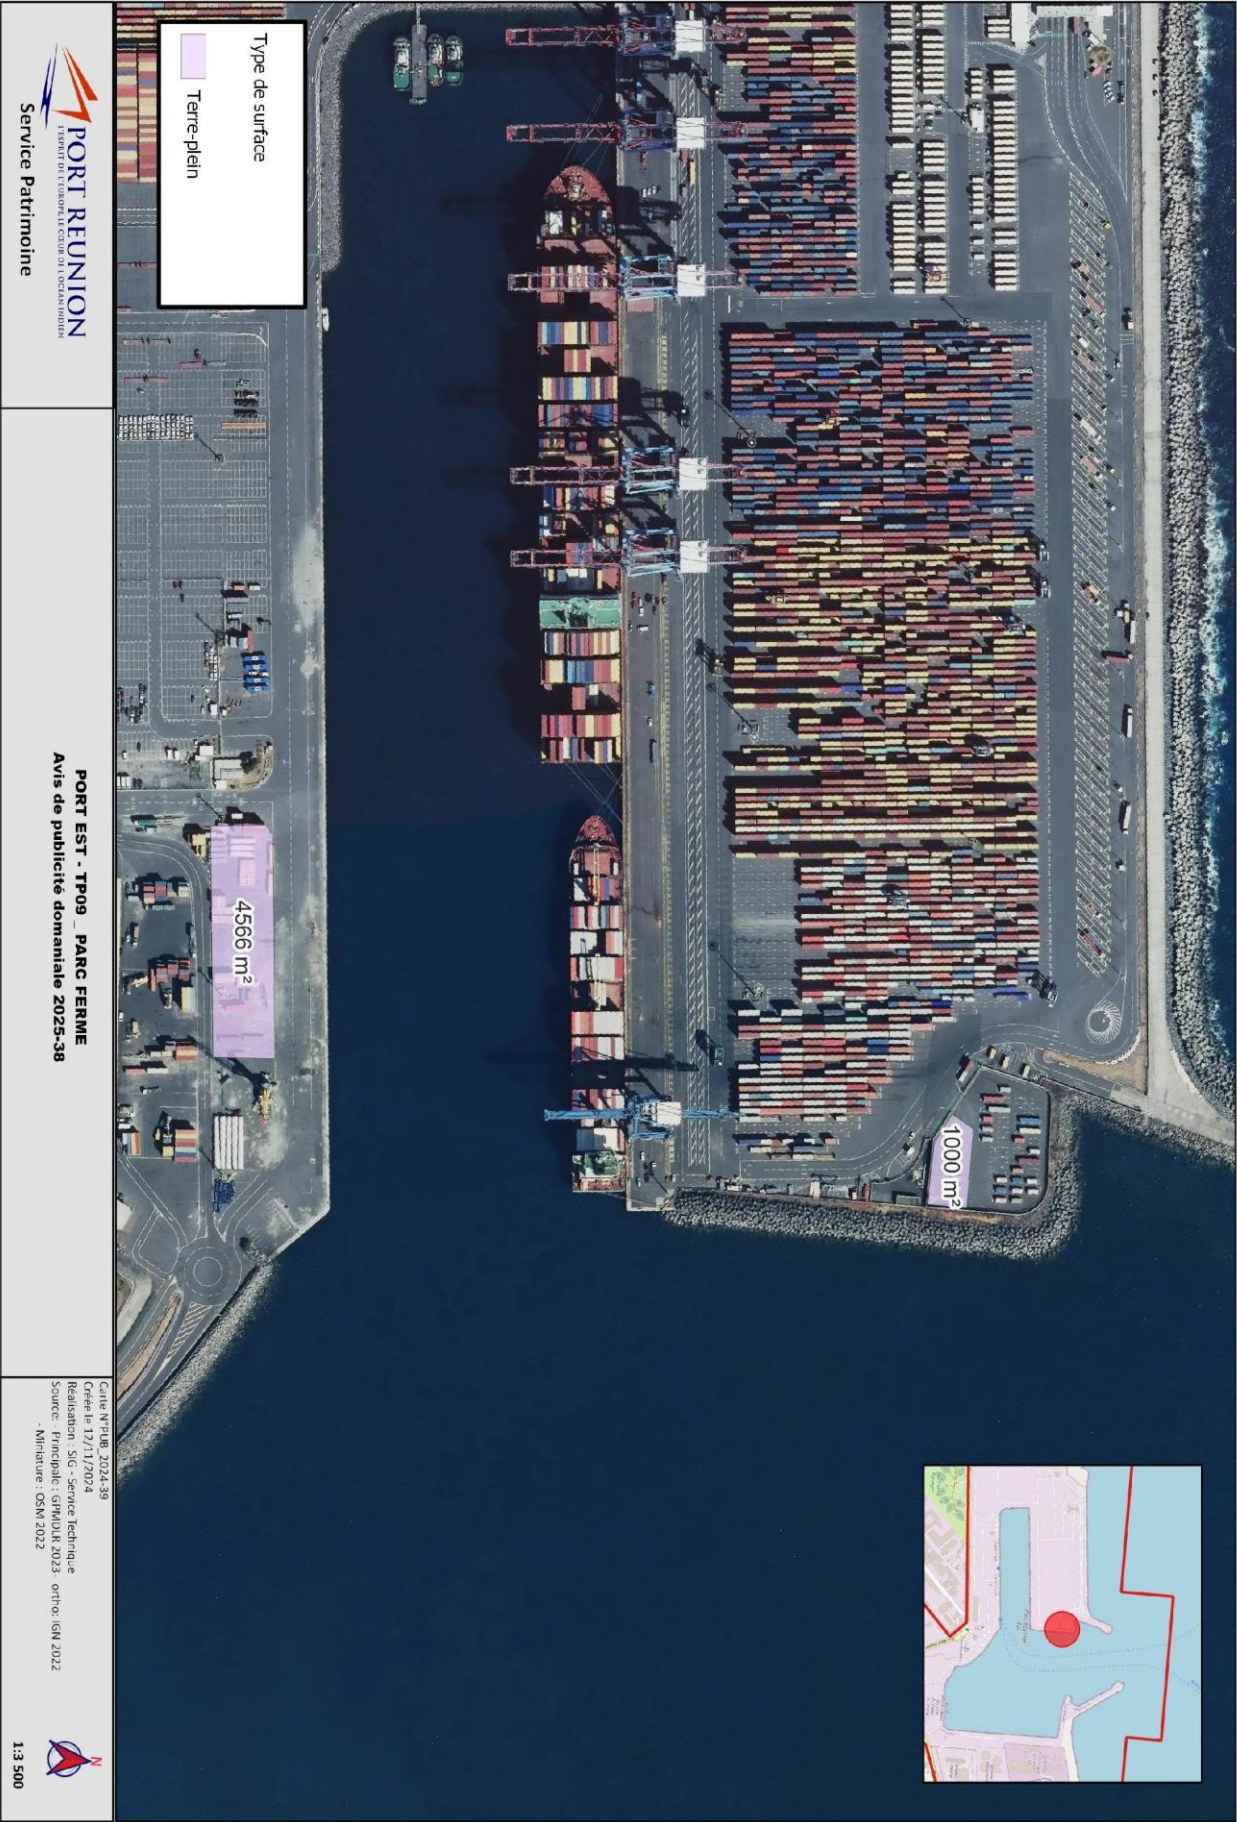 Type de surface
Terre-plein
4566 m²
1000 m²
PORT REUNION
L'ESPRIT DE L'EUROPE, LE CŒUR DE L'OCEAN INDIEN
Service Patrimoine
PORT EST - TP09 _ PARC FERME
Avis de publicité domaniale 2025-38
Carte N°PUB_2024-39
Créée le 12/11/2024
Réalisation : SIG - Service Technique
Source: - Principale : GPMDLR 2023 - ortho: IGN 2022
- Miniature : OSM 2022
N
1:3 500